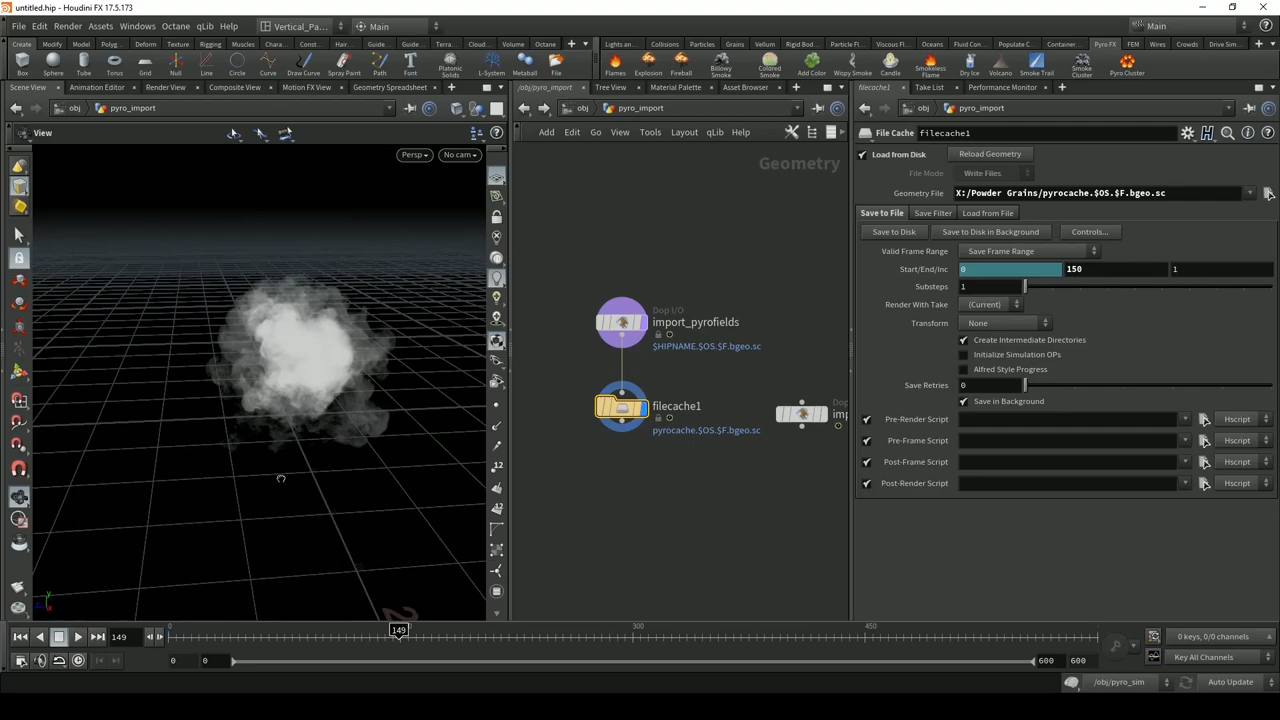 untitled.hip - Houdini FX 17.5.173
File Edit Render Assets Windows Octane qLib Help Vertical_Pa... Main Main
Create Modify Model Polyg... Deform Texture Rigging Muscles Charac... Const... Hair... Guide... Guide... Terra... Cloud... Volume Octane
Lights an... Collisions Particles Grains Vellum Rigid Bod... Particle Fl... Viscous Fl... Oceans Fluid Con... Populate C... Container... Pyro FX FEM Wires Crowds Drive Sim...
Box Sphere Tube Torus Grid Null Line Circle Curve Draw Curve Spray Paint Path Font Platonic Solids L-System Metaball File
Flames Explosion Fireball Billowy Smoke Colored Smoke Add Color Wispy Smoke Candle Smokeless Flame Dry Ice Volcano Smoke Trail Smoke Cluster Pyro Cluster
Scene View Animation Editor Render View Composite View Motion FX View Geometry Spreadsheet
/obj/pyro_import Tree View Material Palette Asset Browser
filecache1 Take List Performance Monitor
obj pyro_import
obj pyro_import
obj pyro_import
View
Persp No cam
Add Edit Go View Tools Layout qLib Help
Geometry
Dop I/O
import_pyrofields
$HIPNAME.$OS.$F.bgeo.sc
filecache1
pyrocache.$OS.$F.bgeo.sc
Dop
imp
File Cache filecache1
Load from Disk Reload Geometry
File Mode Write Files
Geometry File X:/Powder Grains/pyrocache.$OS.$F.bgeo.sc
Save to File Save Filter Load from File
Save to Disk Save to Disk in Background Controls...
Valid Frame Range Save Frame Range
Start/End/Inc 0 150 1
Substeps 1
Render With Take (Current)
Transform None
Create Intermediate Directories
Initialize Simulation OPs
Alfred Style Progress
Save Retries 0
Save in Background
Pre-Render Script Hscript
Pre-Frame Script Hscript
Post-Frame Script Hscript
Post-Render Script Hscript
149 0 149 300 450
0 keys, 0/0 channels
0 0 600 600 Key All Channels
/obj/pyro_sim Auto Update